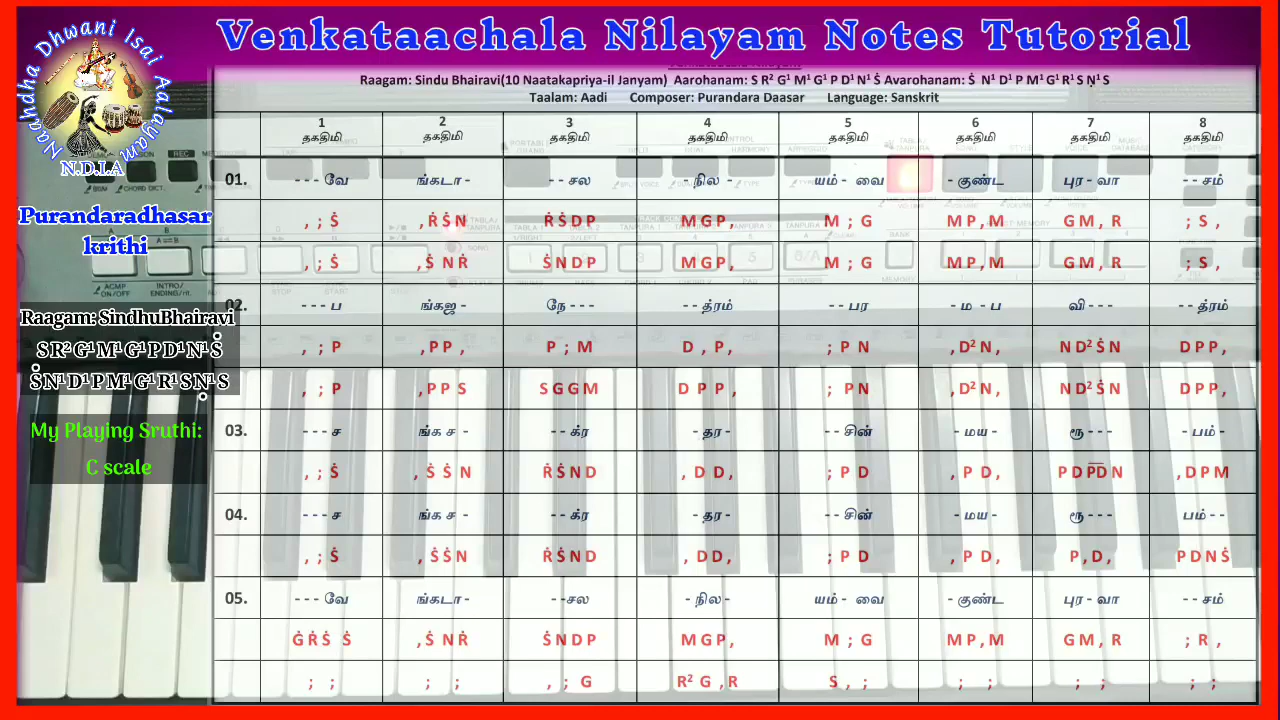 Venkataachala Nilayam Notes Tutorial
Naadha Dhwani Isai Aalayam
N.D.I.A
Purandaradhasar
krithi
Raagam: SindhuBhairavi
S R² G¹ M¹ G¹ P D¹ N¹ Ṡ
Ṡ N¹ D¹ P M¹ G¹ R¹ S Ṇ¹ S
My Playing Sruthi:
C scale
Raagam: Sindu Bhairavi(10 Naatakapriya-il Janyam) Aarohanam: S R² G¹ M¹ G¹ P D¹ N¹ Ṡ Avarohanam: Ṡ N¹ D¹ P M¹ G¹ R¹ S Ṇ¹ S
Taalam: Aadi Composer: Purandara Daasar Language: Sanskrit
1 2 3 4 5 6 7 8
தகதிமி தகதிமி தகதிமி தகதிமி தகதிமி தகதிமி தகதிமி தகதிமி
01. - - - வே ங்கடா - - - சல - நில - யம் - வை - குண்ட புர - வா - - சம்
, ; Ṡ , Ṙ Ṡ N Ṙ Ṡ D P M G P , M ; G M P , M G M , R ; S ,
, ; Ṡ , Ṡ N Ṙ Ṡ N D P M G P , M ; G M P , M G M , R ; S ,
02. - - - ப ங்கஜ - நே - - - - - த்ரம் - - பர - ம - ப வி - - - - - த்ரம்
, ; P , P P , P ; M D , P , ; P N , D² N , N D² Ṡ N D P P ,
, ; P , P P S S G G M D P P , ; P N , D² N , N D² Ṡ N D P P ,
03. - - - ச ங்க ச - - - க்ர - தர - - - சின் - மய - ரூ - - - - பம் -
, ; Ṡ , Ṡ Ṡ N Ṙ Ṡ N D , D D , ; P D , P D , P D P̅D̅ N , D P M
04. - - - ச ங்க ச - - - க்ர - தர - - - சின் - மய - ரூ - - - பம் - -
, ; Ṡ , Ṡ Ṡ N Ṙ Ṡ N D , D D , ; P D , P D , P , D , P D N Ṡ
05. - - - வே ங்கடா - - -சல - நில - யம் - வை - குண்ட புர - வா - - சம்
Ġ Ṙ Ṡ Ṡ , Ṡ N Ṙ Ṡ N D P M G P , M ; G M P , M G M , R ; R ,
; ; ; ; , ; G R² G , R S , ; ; ; ; ; ; ;